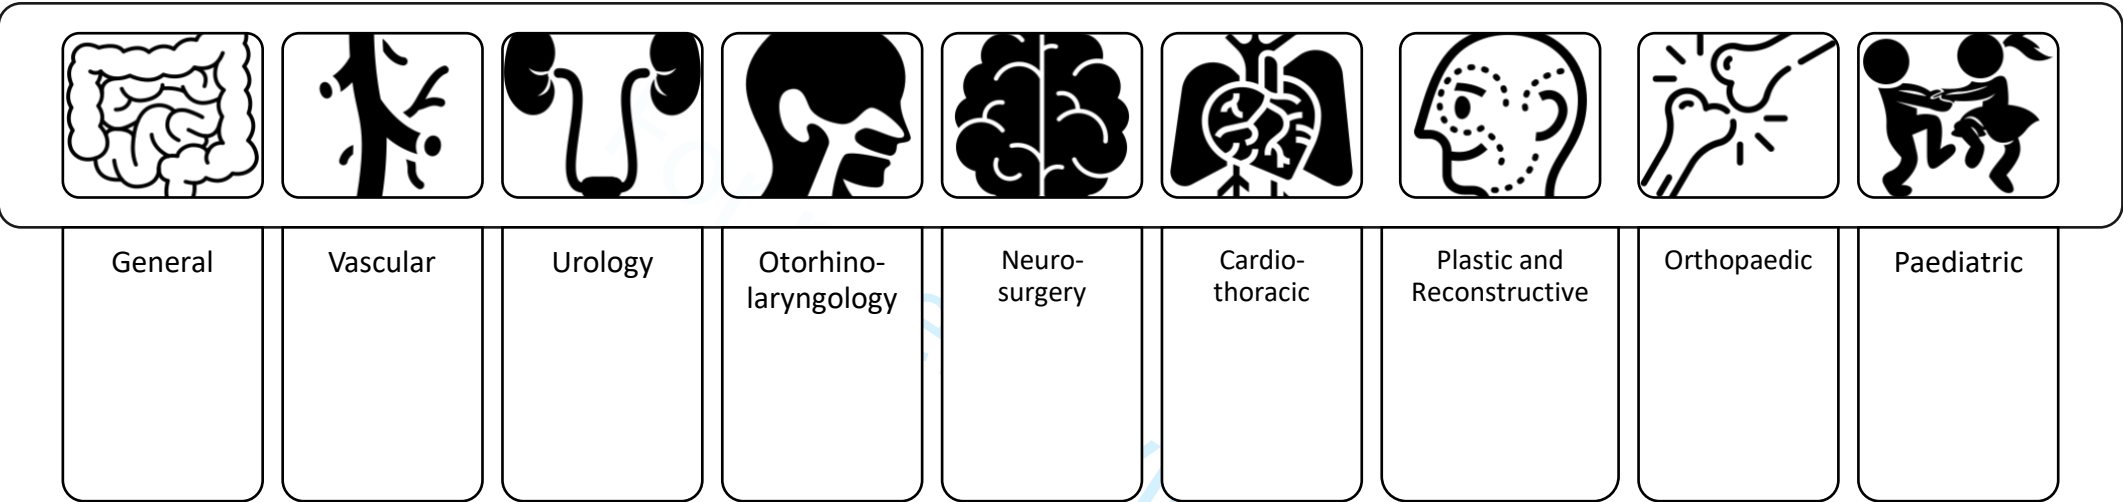 General
Vascular
Urology
Otorhino-
laryngology
Neuro-
surgery
Cardio-
thoracic
Plastic and
Reconstructive
Orthopaedic
Paediatric